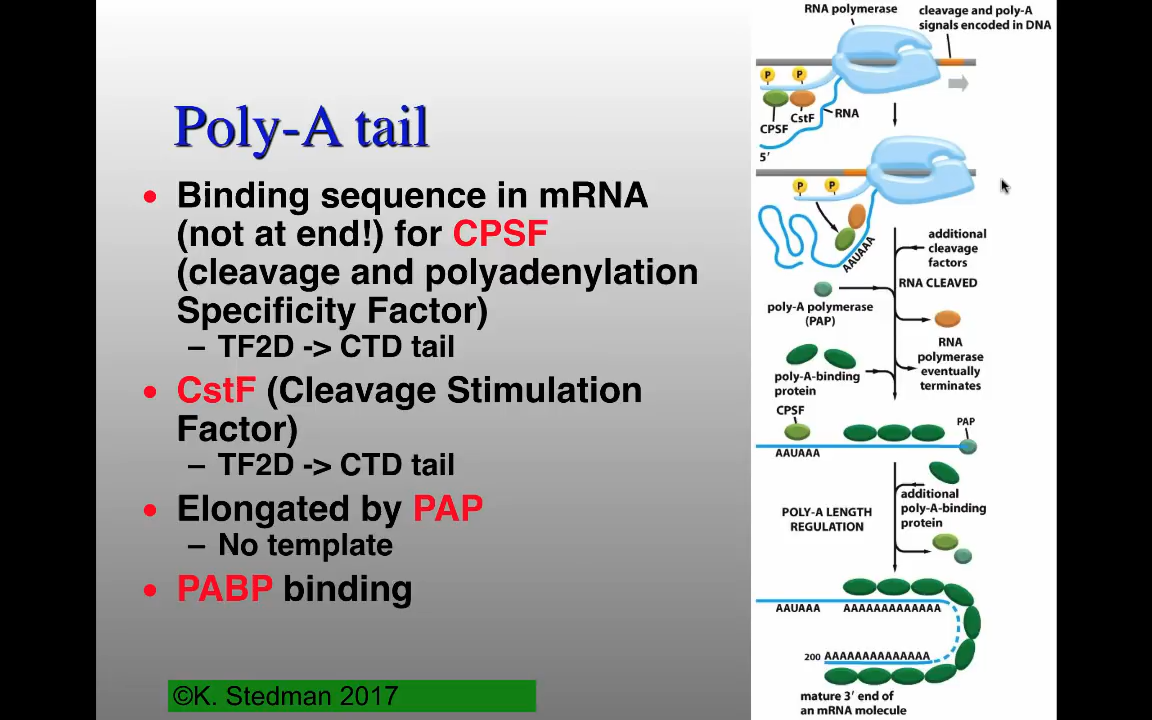 Poly-A tail
• Binding sequence in mRNA
(not at end!) for CPSF
(cleavage and polyadenylation
Specificity Factor)
– TF2D -> CTD tail
• CstF (Cleavage Stimulation
Factor)
– TF2D -> CTD tail
• Elongated by PAP
– No template
• PABP binding
©K. Stedman 2017
RNA polymerase
cleavage and poly-A
signals encoded in DNA
P
P
CstF
RNA
CPSF
5'
P
P
AAUAAA
additional
cleavage
factors
RNA CLEAVED
poly-A polymerase
(PAP)
RNA
polymerase
eventually
terminates
poly-A-binding
protein
CPSF
PAP
AAUAAA
additional
poly-A-binding
protein
POLY-A LENGTH
REGULATION
AAUAAA
AAAAAAAAAAAAA
200
AAAAAAAAAAAAAA
mature 3' end of
an mRNA molecule